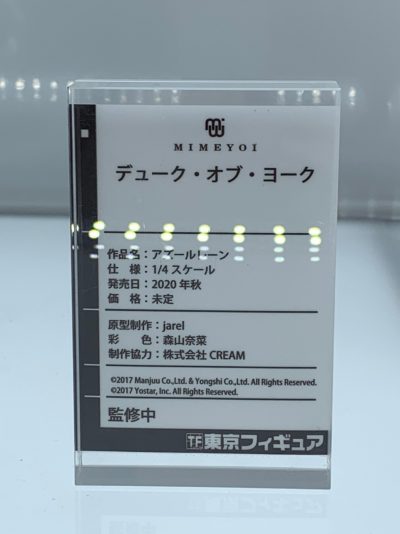 MIMEYOI
デューク・オブ・ヨーク
作品名：アズールレーン
仕　様：1/4 スケール
発売日：2020 年秋
価　格：未定
原型制作：jarel
彩　　色：森山奈菜
制作協力：株式会社 CREAM
©2017 Manjuu Co.,Ltd. & Yongshi Co.,Ltd. All Rights Reserved.
©2017 Yostar, Inc. All Rights Reserved.
監修中
TF東京フィギュア